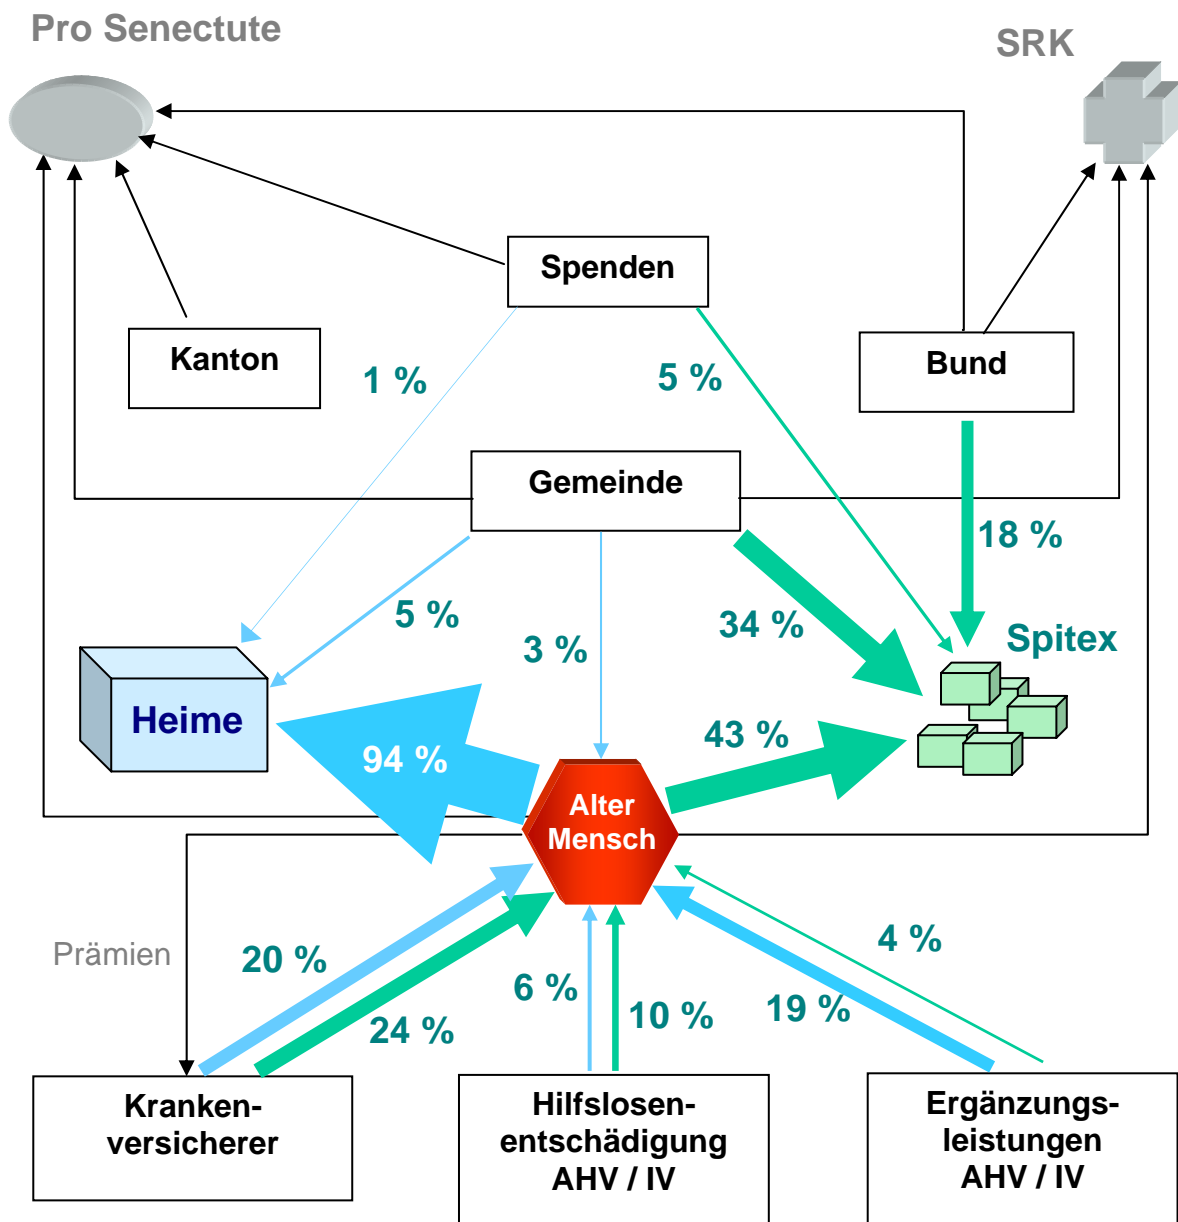 Pro Senectute
SRK
Spenden
Kanton
Bund
1 %
5 %
Gemeinde
18 %
5 %
34 %
3 %
Spitex
Heime
43 %
94 %
Alter
Mensch
Prämien
20 %
4 %
6 %
24 %
10 %
19 %
Kranken-
versicherer
Hilfslosen-
entschädigung
AHV / IV
Ergänzungs-
leistungen
AHV / IV